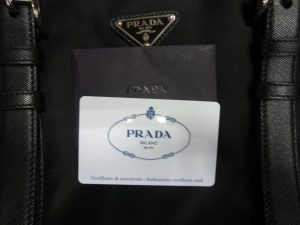 PRADA
PRADA
PRADA
MILANO
Certificato di autenticità - Authenticity certificate card